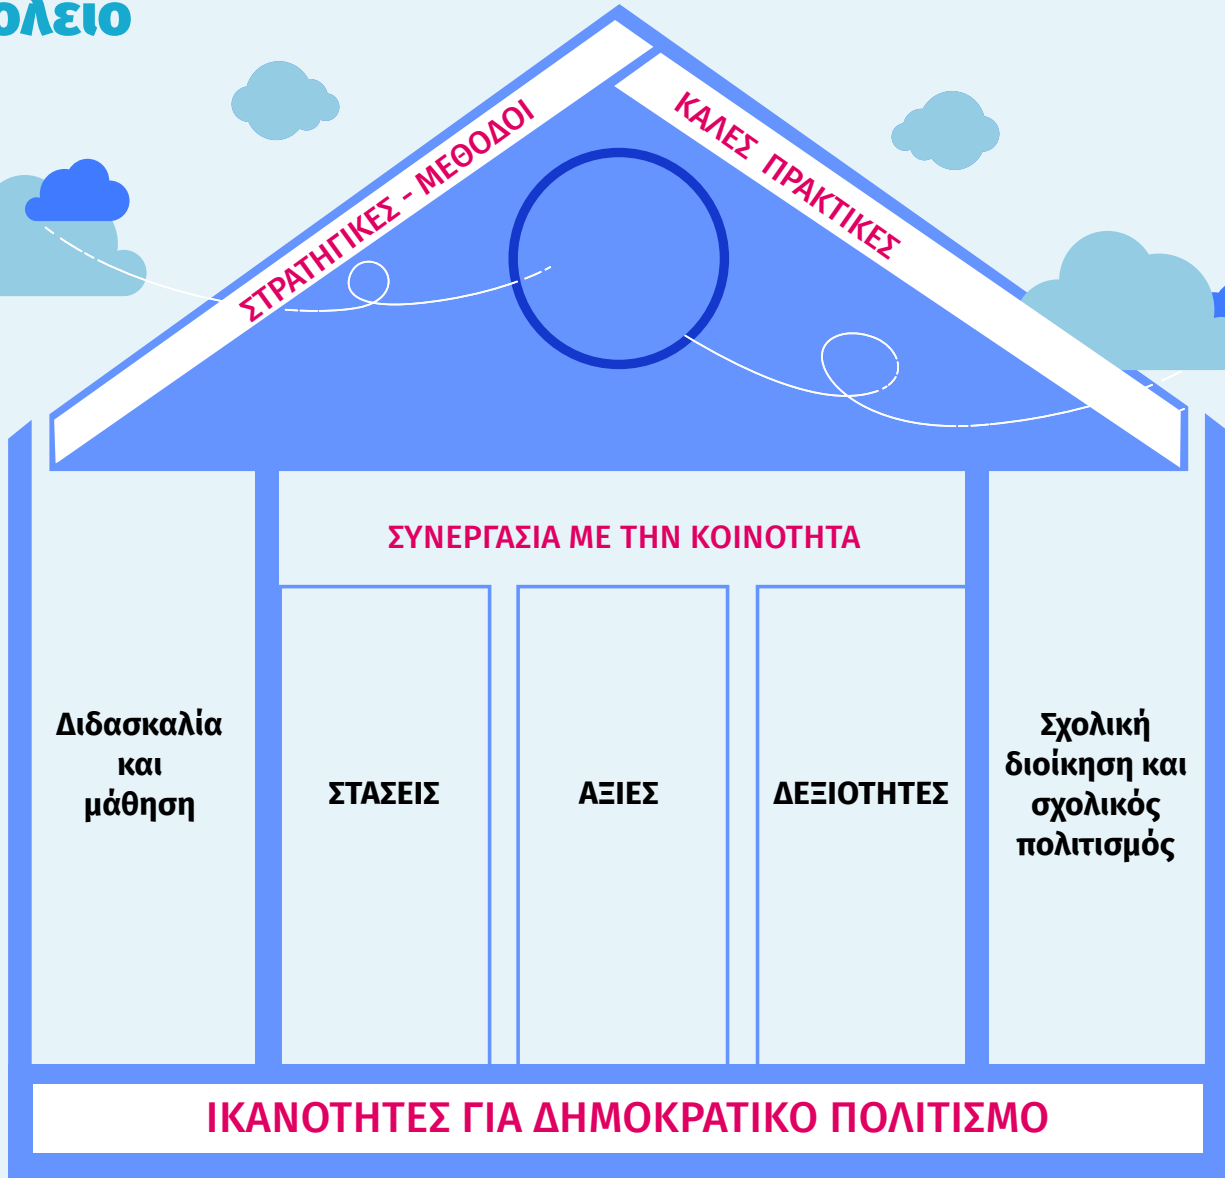 ΣΤΡΑΤΗΓΙΚΕΣ - ΜΕΘΟΔΟΙ
ΚΑΛΕΣ ΠΡΑΚΤΙΚΕΣ
ΣΥΝΕΡΓΑΣΙΑ ΜΕ ΤΗΝ ΚΟΙΝΟΤΗΤΑ
Διδασκαλία
και
μάθηση
ΣΤΑΣΕΙΣ
ΑΞΙΕΣ
ΔΕΞΙΟΤΗΤΕΣ
Σχολική
διοίκηση και
σχολικός
πολιτισμός
ΙΚΑΝΟΤΗΤΕΣ ΓΙΑ ΔΗΜΟΚΡΑΤΙΚΟ ΠΟΛΙΤΙΣΜΟ